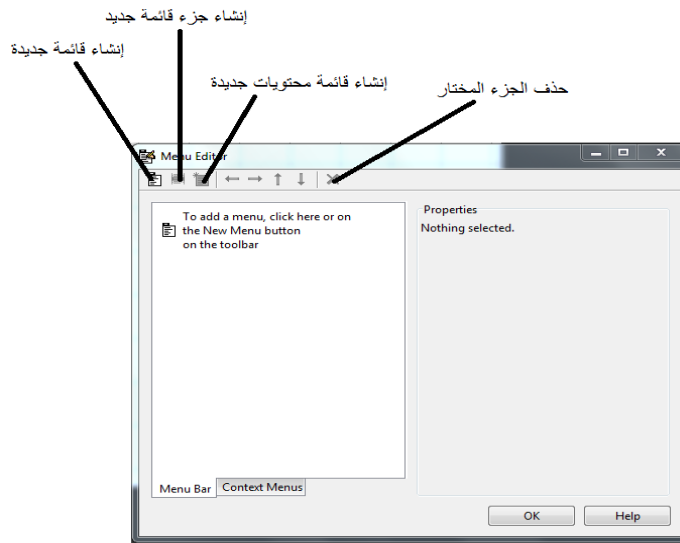 إنشاء جزء قائمة جديد
إنشاء قائمة جديدة
إنشاء قائمة محتويات جديدة
حذف الجزء المختار
Menu Editor
To add a menu, click here or on
the New Menu button
on the toolbar
Properties
Nothing selected.
Menu Bar
Context Menus
OK
Help